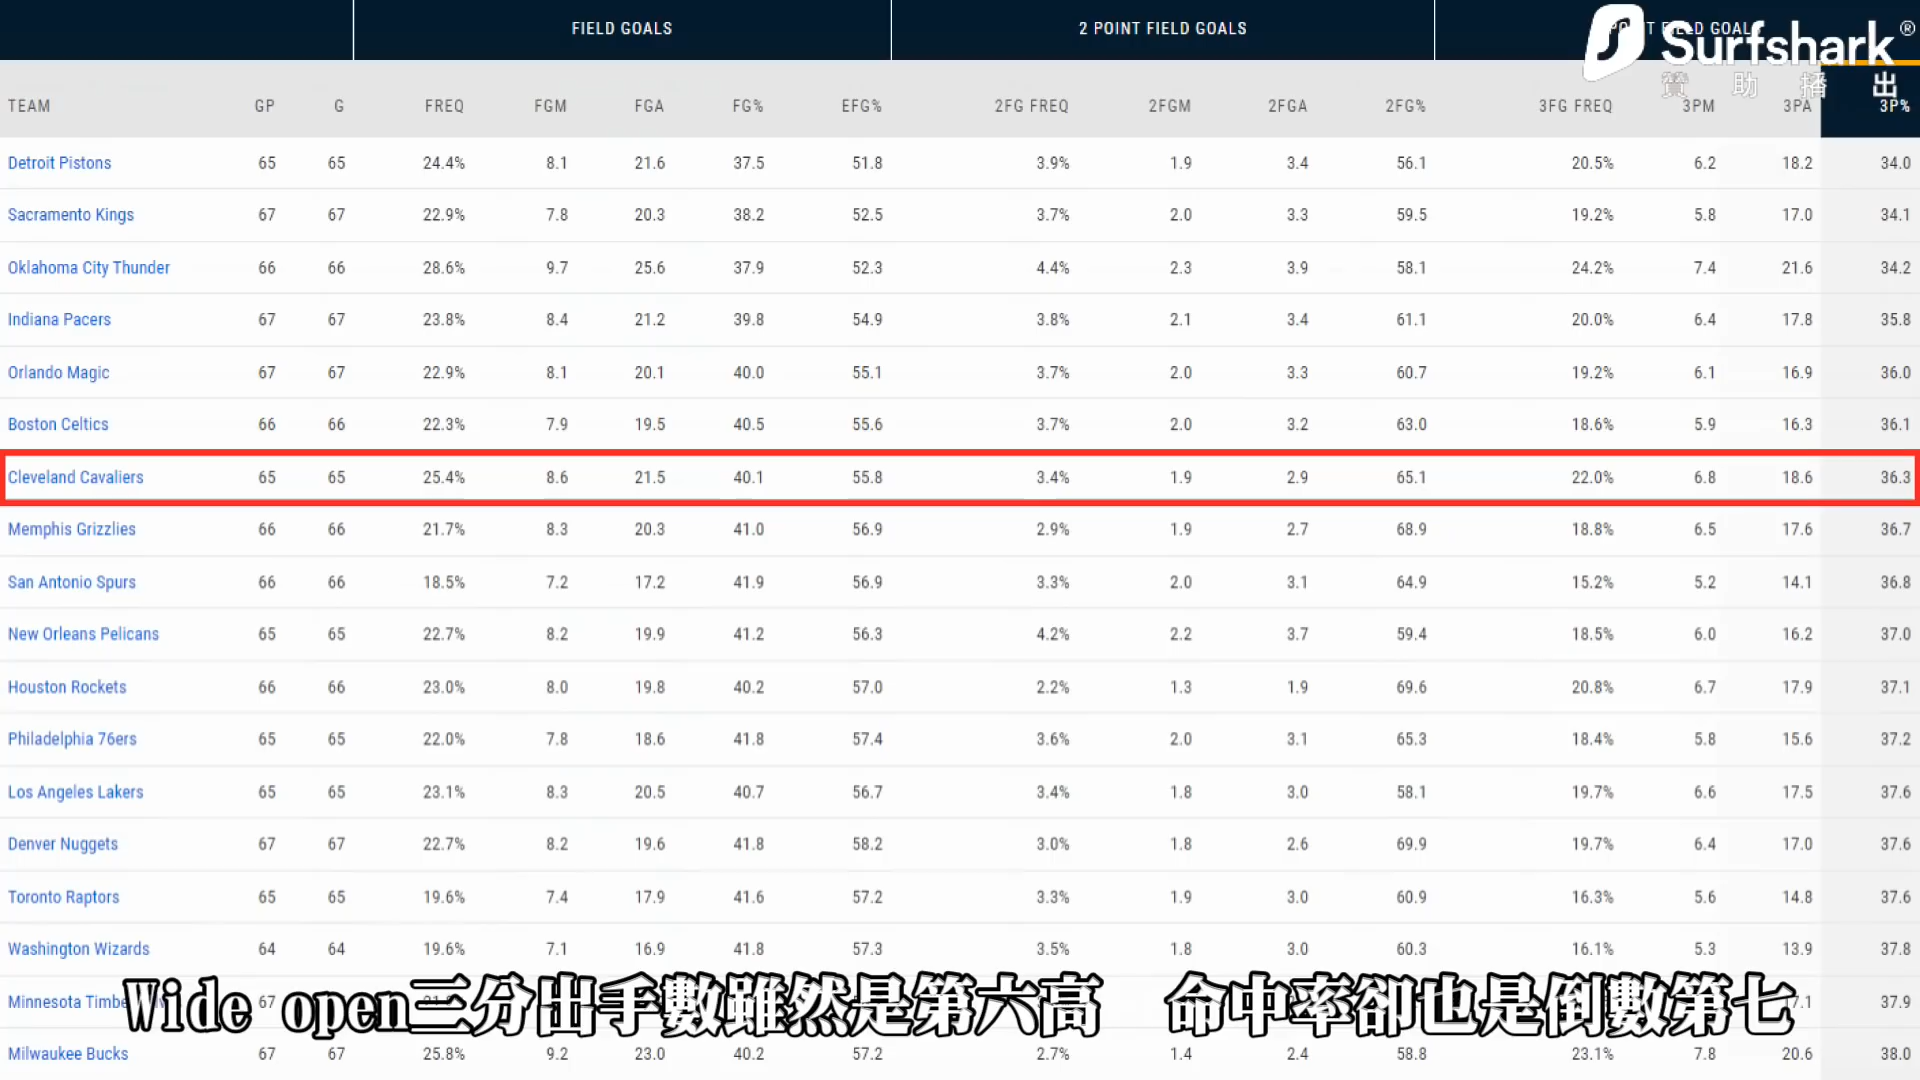 FIELD GOALS 2 POINT FIELD GOALS POINT FIELD GOALS
Surfshark®
贊助播出
TEAM GP G FREQ FGM FGA FG% EFG% 2FG FREQ 2FGM 2FGA 2FG% 3FG FREQ 3PM 3PA 3P%
Detroit Pistons 65 65 24.4% 8.1 21.6 37.5 51.8 3.9% 1.9 3.4 56.1 20.5% 6.2 18.2 34.0
Sacramento Kings 67 67 22.9% 7.8 20.3 38.2 52.5 3.7% 2.0 3.3 59.5 19.2% 5.8 17.0 34.1
Oklahoma City Thunder 66 66 28.6% 9.7 25.6 37.9 52.3 4.4% 2.3 3.9 58.1 24.2% 7.4 21.6 34.2
Indiana Pacers 67 67 23.8% 8.4 21.2 39.8 54.9 3.8% 2.1 3.4 61.1 20.0% 6.4 17.8 35.8
Orlando Magic 67 67 22.9% 8.1 20.1 40.0 55.1 3.7% 2.0 3.3 60.7 19.2% 6.1 16.9 36.0
Boston Celtics 66 66 22.3% 7.9 19.5 40.5 55.6 3.7% 2.0 3.2 63.0 18.6% 5.9 16.3 36.1
Cleveland Cavaliers 65 65 25.4% 8.6 21.5 40.1 55.8 3.4% 1.9 2.9 65.1 22.0% 6.8 18.6 36.3
Memphis Grizzlies 66 66 21.7% 8.3 20.3 41.0 56.9 2.9% 1.9 2.7 68.9 18.8% 6.5 17.6 36.7
San Antonio Spurs 66 66 18.5% 7.2 17.2 41.9 56.9 3.3% 2.0 3.1 64.9 15.2% 5.2 14.1 36.8
New Orleans Pelicans 65 65 22.7% 8.2 19.9 41.2 56.3 4.2% 2.2 3.7 59.4 18.5% 6.0 16.2 37.0
Houston Rockets 66 66 23.0% 8.0 19.8 40.2 57.0 2.2% 1.3 1.9 69.6 20.8% 6.7 17.9 37.1
Philadelphia 76ers 65 65 22.0% 7.8 18.6 41.8 57.4 3.6% 2.0 3.1 65.3 18.4% 5.8 15.6 37.2
Los Angeles Lakers 65 65 23.1% 8.3 20.5 40.7 56.7 3.4% 1.8 3.0 58.1 19.7% 6.6 17.5 37.6
Denver Nuggets 67 67 22.7% 8.2 19.6 41.8 58.2 3.0% 1.8 2.6 69.9 19.7% 6.4 17.0 37.6
Toronto Raptors 65 65 19.6% 7.4 17.9 41.6 57.2 3.3% 1.9 3.0 60.9 16.3% 5.6 14.8 37.6
Washington Wizards 64 64 19.6% 7.1 16.9 41.8 57.3 3.5% 1.8 3.0 60.3 16.1% 5.3 13.9 37.8
Minnesota 67 37.9
Wide open三分出手數雖然是第六高 命中率卻也是倒數第七
Milwaukee Bucks 67 67 25.8% 9.2 23.0 40.2 57.2 2.7% 1.4 2.4 58.8 23.1% 7.8 20.6 38.0